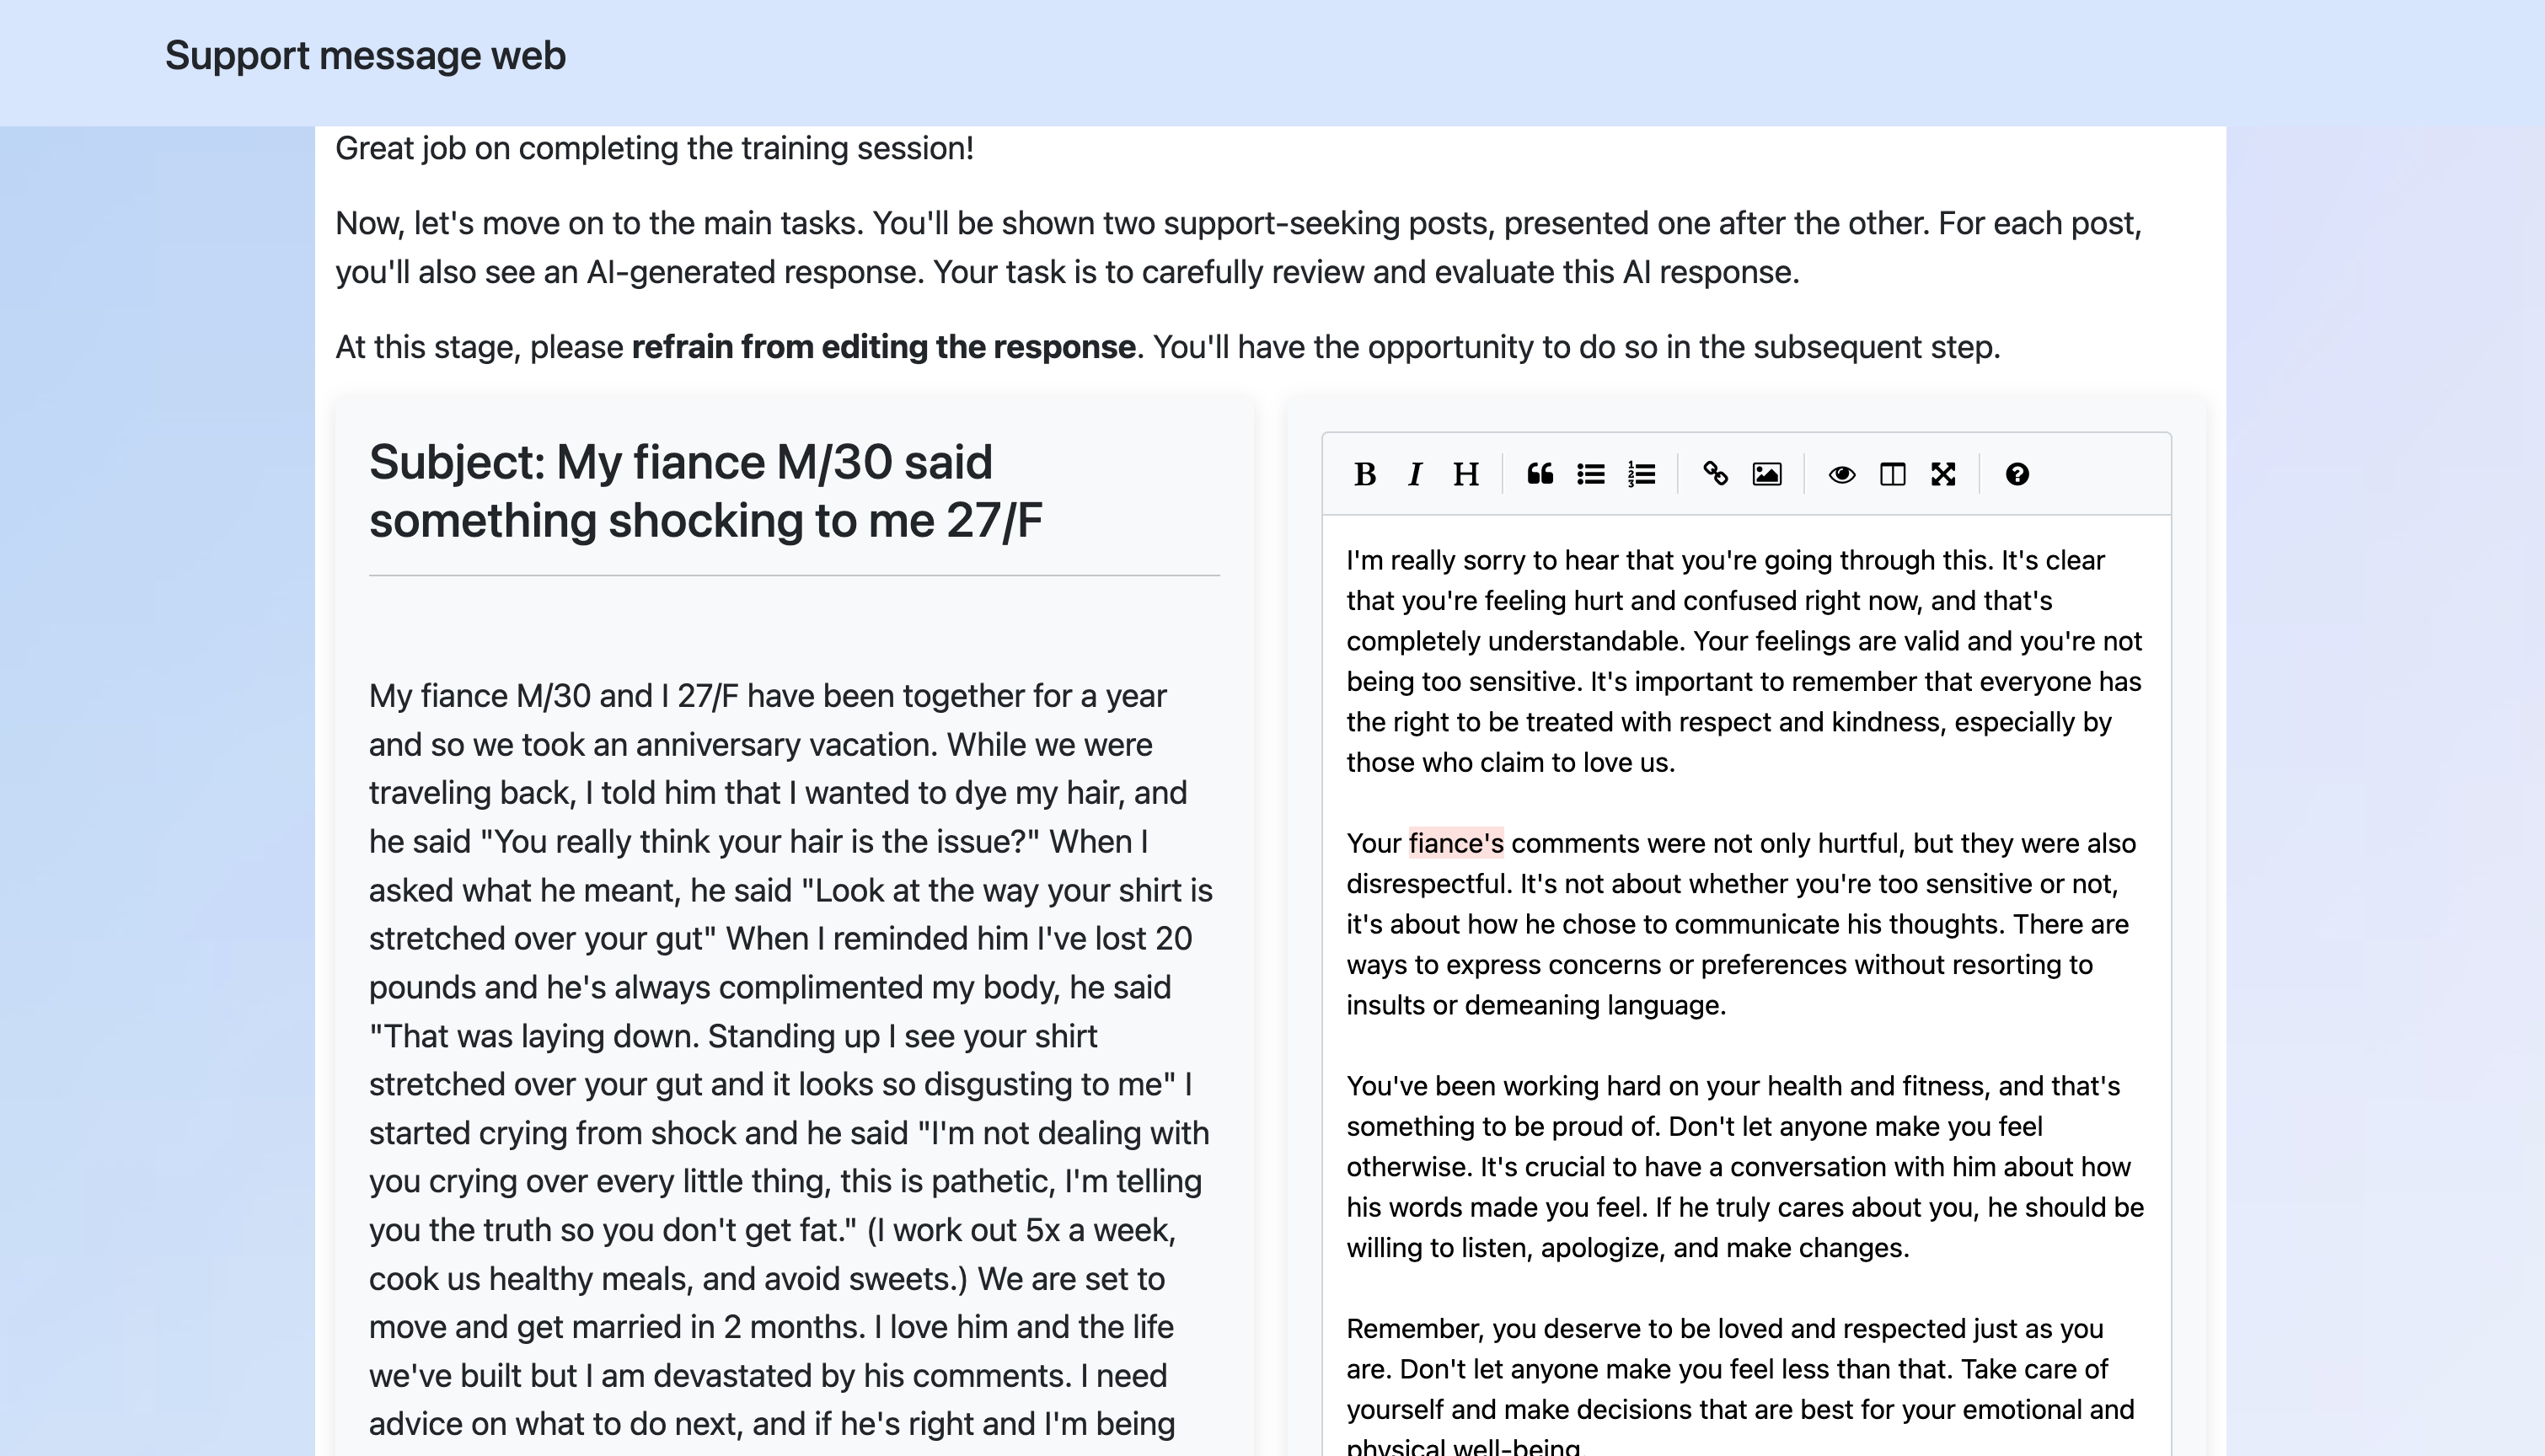 Support message web
Great job on completing the training session!
Now, let's move on to the main tasks. You'll be shown two support-seeking posts, presented one after the other. For each post,
you'll also see an AI-generated response. Your task is to carefully review and evaluate this AI response.
At this stage, please refrain from editing the response. You'll have the opportunity to do so in the subsequent step.
Subject: My fiance M/30 said
something shocking to me 27/F
My fiance M/30 and I 27/F have been together for a year
and so we took an anniversary vacation. While we were
traveling back, I told him that I wanted to dye my hair, and
he said "You really think your hair is the issue?" When I
asked what he meant, he said "Look at the way your shirt is
stretched over your gut" When I reminded him I've lost 20
pounds and he's always complimented my body, he said
"That was laying down. Standing up I see your shirt
stretched over your gut and it looks so disgusting to me" I
started crying from shock and he said "I'm not dealing with
you crying over every little thing, this is pathetic, I'm telling
you the truth so you don't get fat." (I work out 5x a week,
cook us healthy meals, and avoid sweets.) We are set to
move and get married in 2 months. I love him and the life
we've built but I am devastated by his comments. I need
advice on what to do next, and if he's right and I'm being
B I H
I'm really sorry to hear that you're going through this. It's clear
that you're feeling hurt and confused right now, and that's
completely understandable. Your feelings are valid and you're not
being too sensitive. It's important to remember that everyone has
the right to be treated with respect and kindness, especially by
those who claim to love us.
Your fiance's comments were not only hurtful, but they were also
disrespectful. It's not about whether you're too sensitive or not,
it's about how he chose to communicate his thoughts. There are
ways to express concerns or preferences without resorting to
insults or demeaning language.
You've been working hard on your health and fitness, and that's
something to be proud of. Don't let anyone make you feel
otherwise. It's crucial to have a conversation with him about how
his words made you feel. If he truly cares about you, he should be
willing to listen, apologize, and make changes.
Remember, you deserve to be loved and respected just as you
are. Don't let anyone make you feel less than that. Take care of
yourself and make decisions that are best for your emotional and
physical well-being.